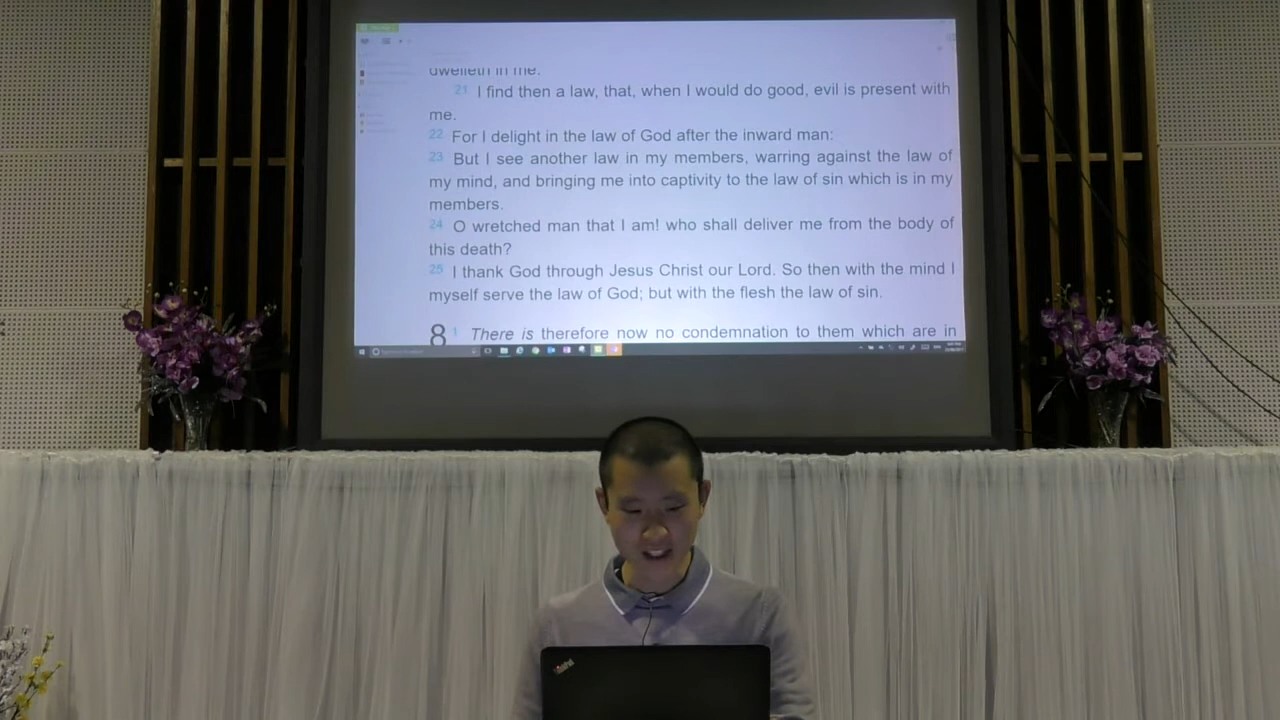 dwelleth in me.
21 I find then a law, that, when I would do good, evil is present with
me.
22 For I delight in the law of God after the inward man:
23 But I see another law in my members, warring against the law of
my mind, and bringing me into captivity to the law of sin which is in my
members.
24 O wretched man that I am! who shall deliver me from the body of
this death?
25 I thank God through Jesus Christ our Lord. So then with the mind I
myself serve the law of God; but with the flesh the law of sin.
8 1 There is therefore now no condemnation to them which are in
ThinkPad